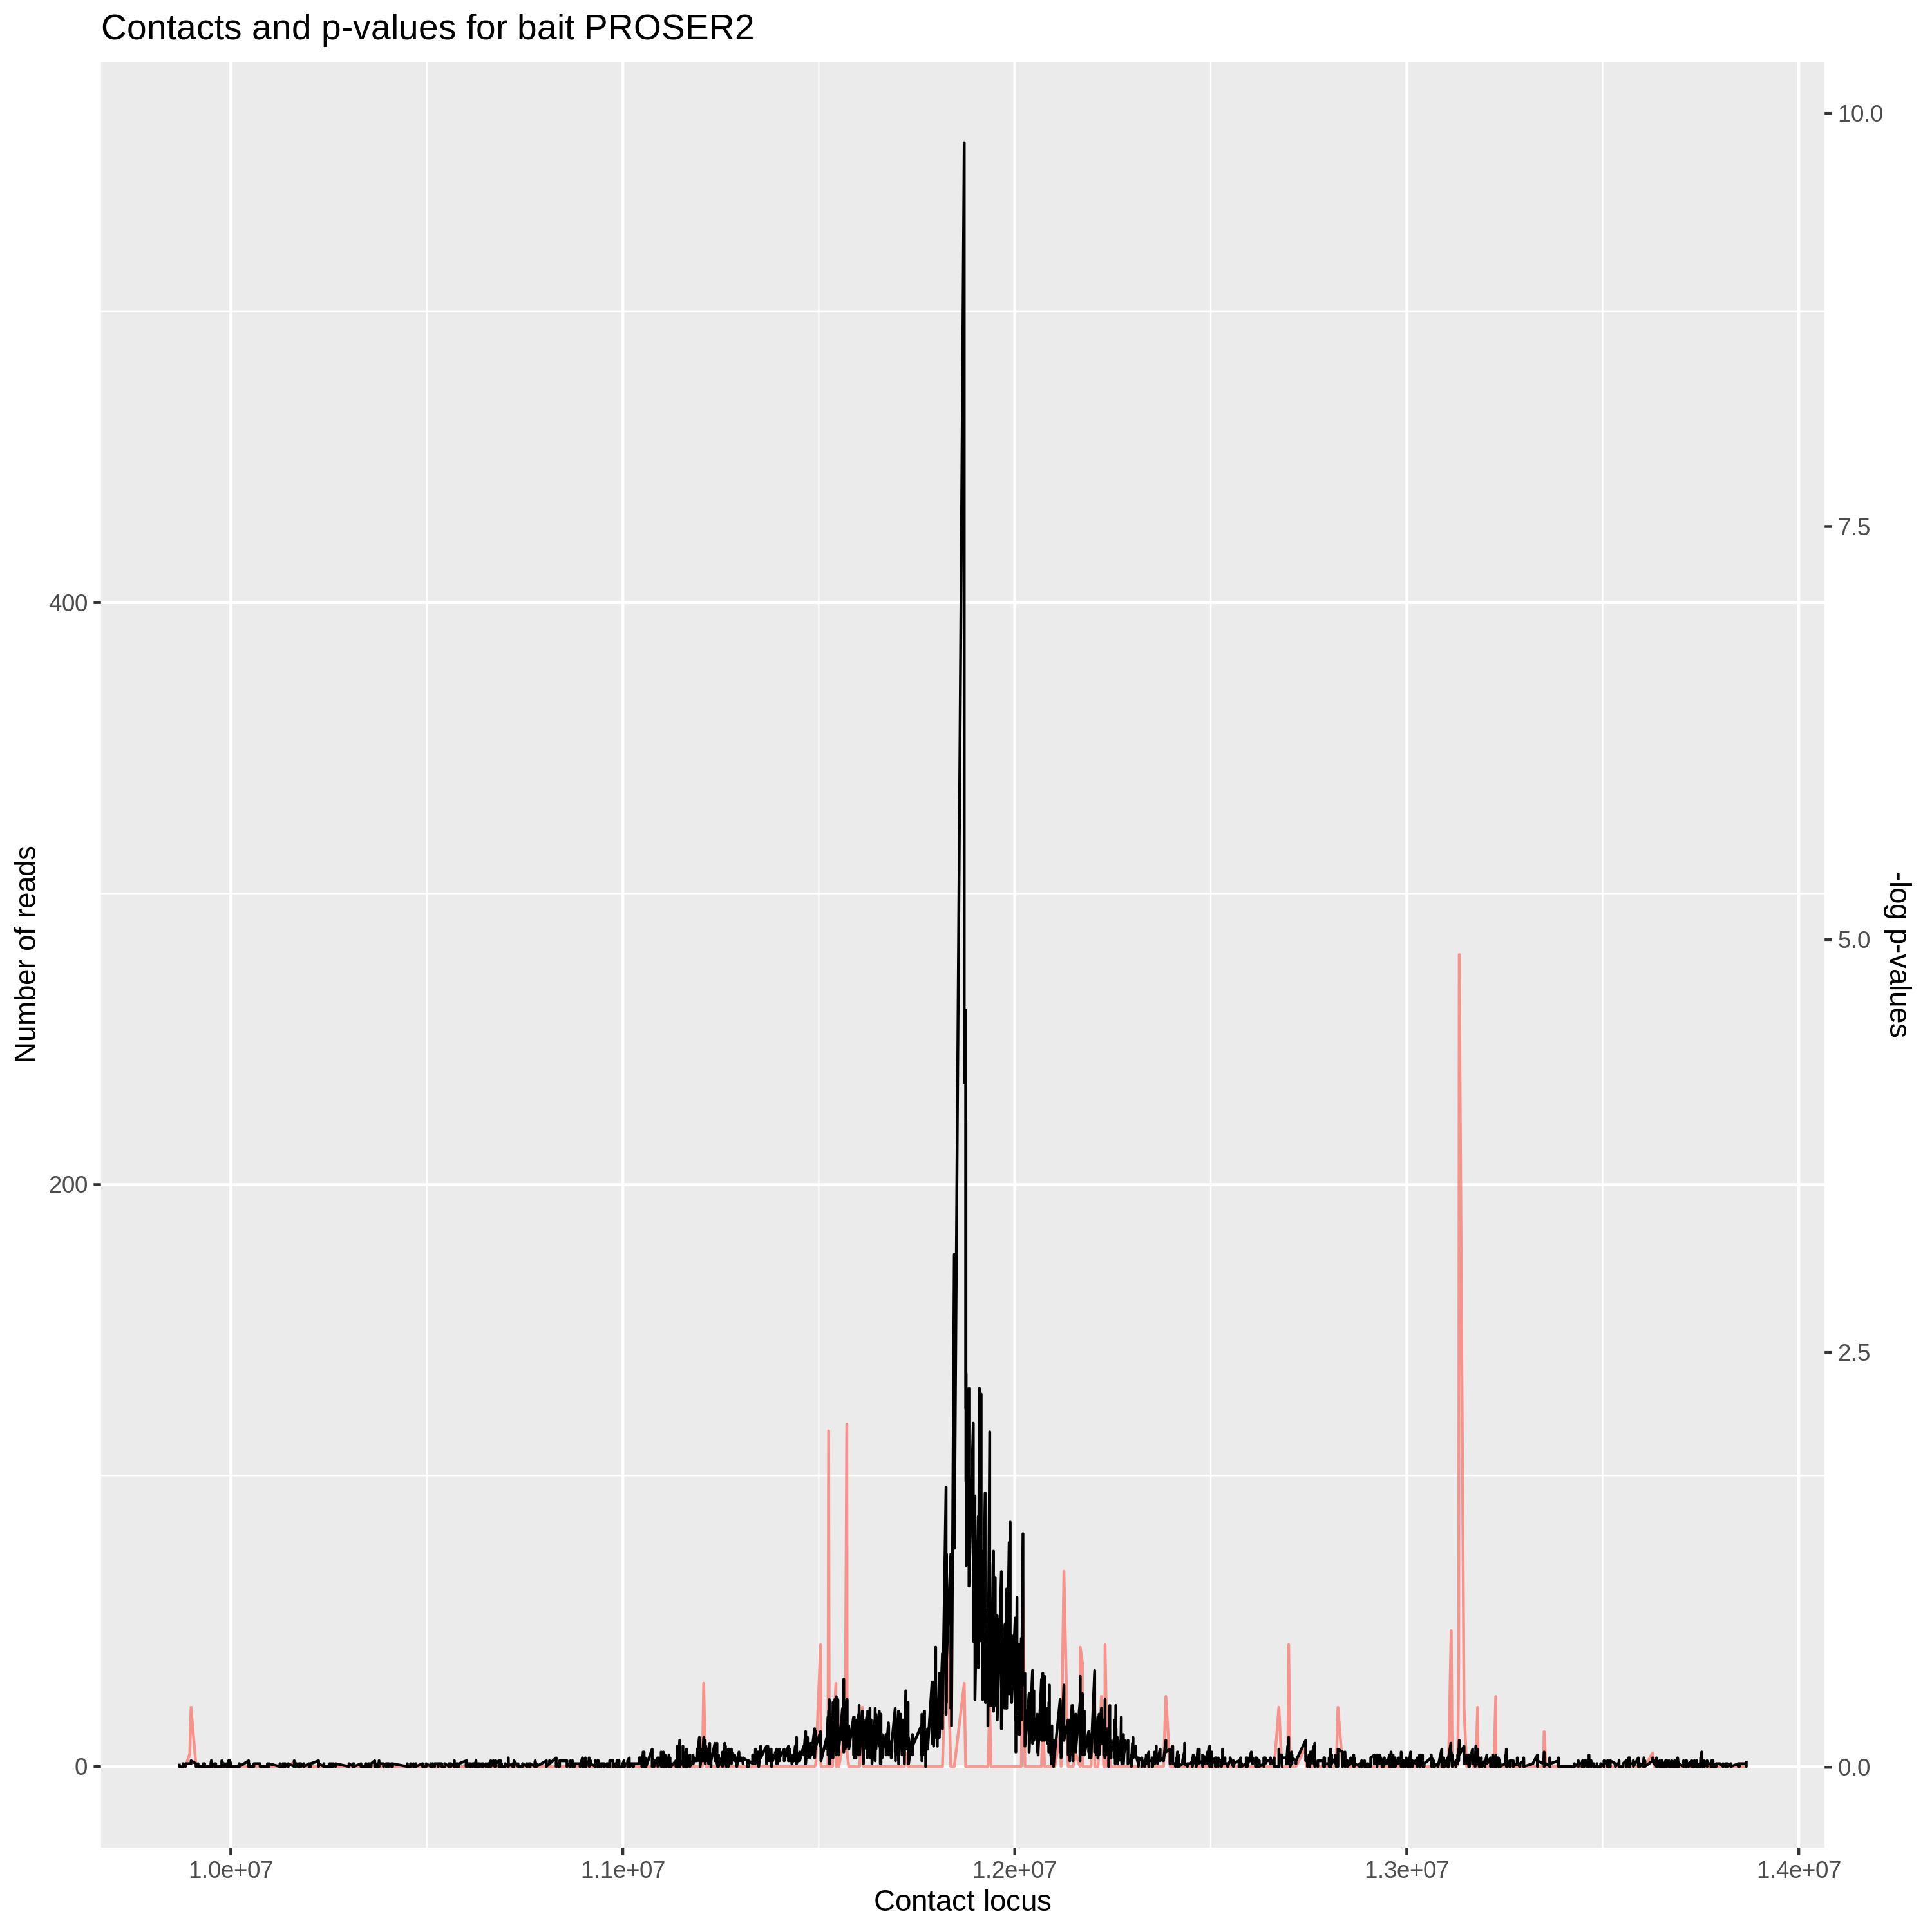 Contacts and p-values for bait PROSER2
10.0
7.5
400
5.0
Number of reads
-log p-values
200
2.5
0
0.0
1.0e+07
1.1e+07
1.2e+07
1.3e+07
1.4e+07
Contact locus